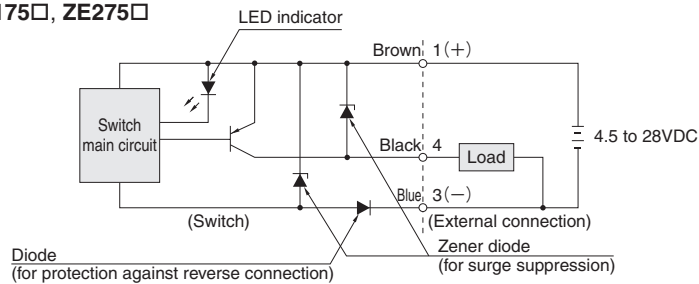 175□, ZE275□
LED indicator
Brown 1(+)
Switch
main circuit
4.5 to 28VDC
Black 4
Load
Blue 3(−)
(Switch)
(External connection)
Diode
(for protection against reverse connection)
Zener diode
(for surge suppression)